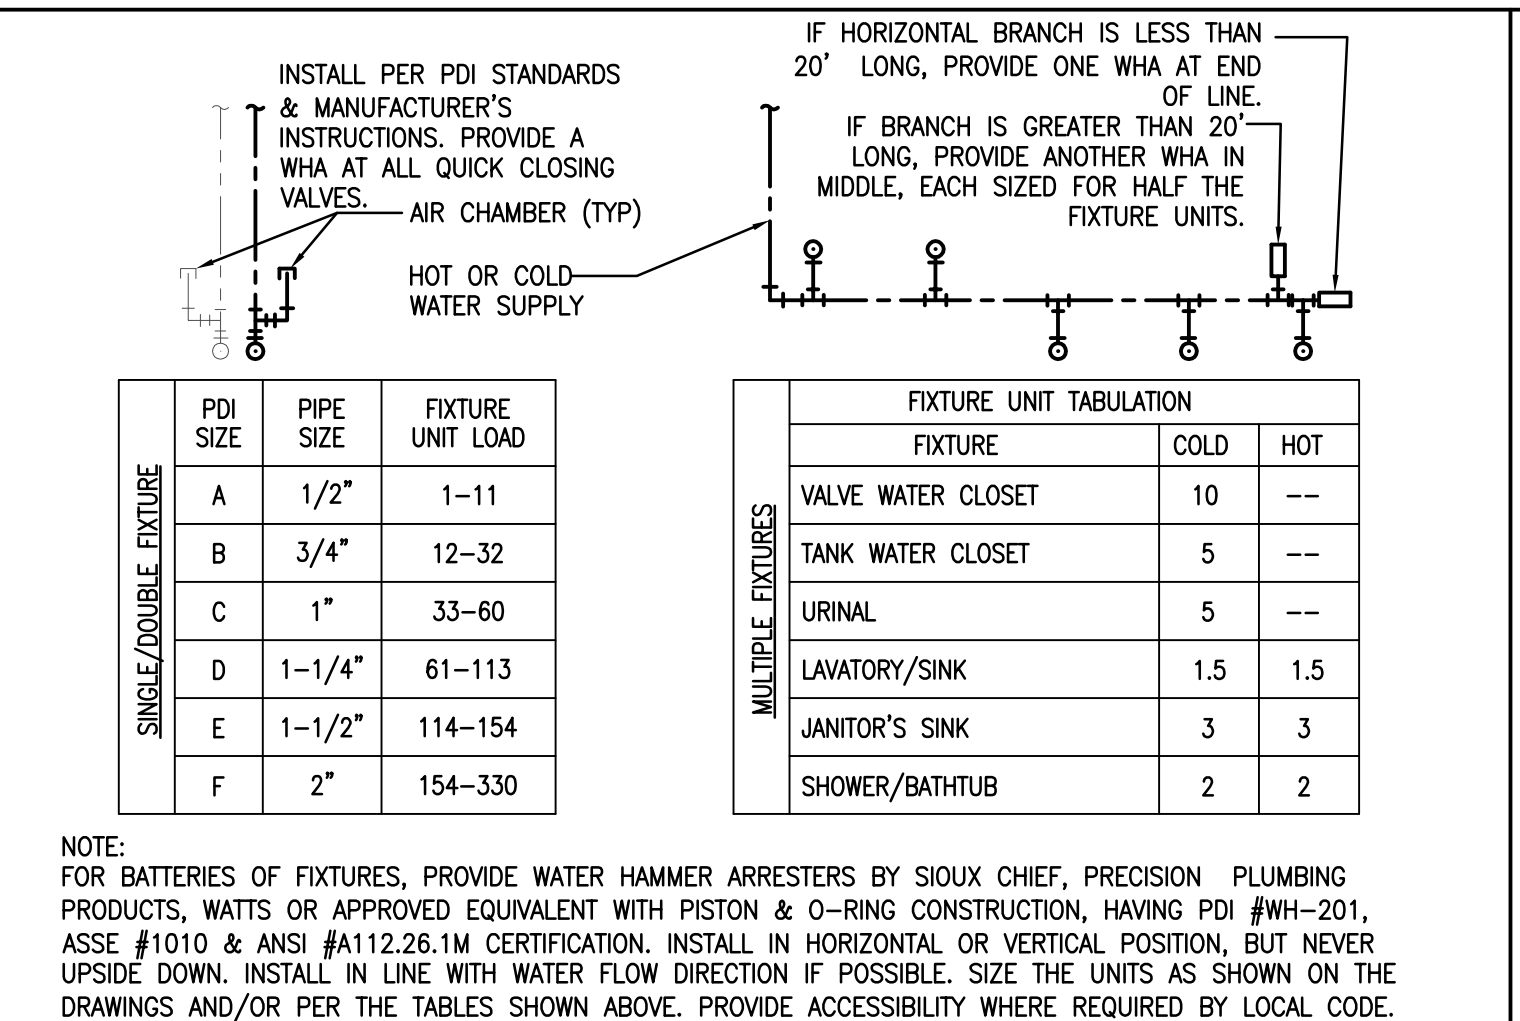 INSTALL PER PDI STANDARDS
& MANUFACTURER'S
INSTRUCTIONS. PROVIDE A
WHA AT ALL QUICK CLOSING
VALVES.
AIR CHAMBER (TYP)
HOT OR COLD
WATER SUPPLY
IF HORIZONTAL BRANCH IS LESS THAN
20' LONG, PROVIDE ONE WHA AT END
OF LINE.
IF BRANCH IS GREATER THAN 20'
LONG, PROVIDE ANOTHER WHA IN
MIDDLE, EACH SIZED FOR HALF THE
FIXTURE UNITS.
SINGLE/DOUBLE FIXTURE
PDI SIZE PIPE SIZE FIXTURE UNIT LOAD
A 1/2" 1-11
B 3/4" 12-32
C 1" 33-60
D 1-1/4" 61-113
E 1-1/2" 114-154
F 2" 154-330
MULTIPLE FIXTURES
FIXTURE UNIT TABULATION
FIXTURE COLD HOT
VALVE WATER CLOSET 10 --
TANK WATER CLOSET 5 --
URINAL 5 --
LAVATORY/SINK 1.5 1.5
JANITOR'S SINK 3 3
SHOWER/BATHTUB 2 2
NOTE:
FOR BATTERIES OF FIXTURES, PROVIDE WATER HAMMER ARRESTERS BY SIOUX CHIEF, PRECISION PLUMBING
PRODUCTS, WATTS OR APPROVED EQUIVALENT WITH PISTON & O-RING CONSTRUCTION, HAVING PDI #WH-201,
ASSE #1010 & ANSI #A112.26.1M CERTIFICATION. INSTALL IN HORIZONTAL OR VERTICAL POSITION, BUT NEVER
UPSIDE DOWN. INSTALL IN LINE WITH WATER FLOW DIRECTION IF POSSIBLE. SIZE THE UNITS AS SHOWN ON THE
DRAWINGS AND/OR PER THE TABLES SHOWN ABOVE. PROVIDE ACCESSIBILITY WHERE REQUIRED BY LOCAL CODE.